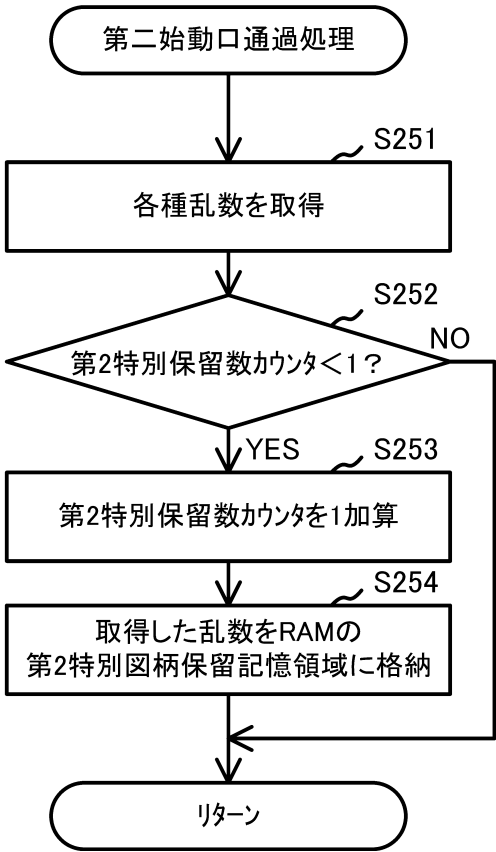 第二始動口通過処理
S251
各種乱数を取得
S252
第2特別保留数ｶｳﾝﾀ＜1？
NO
YES
S253
第2特別保留数ｶｳﾝﾀを1加算
S254
取得した乱数をRAMの
第2特別図柄保留記憶領域に格納
ﾘﾀｰﾝ